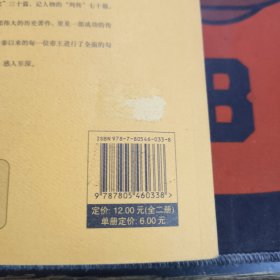 ”三十篇，记人物的“列传”七十篇，
部伟大的历史著作，更是一部成功的传
秦以来的每一位帝王进行了全面的勾
感人至深。
ISBN 978-7-80546-033-8
9 787805 460338 >
定价: 12.00元(全二册)
单册定价:6.00元
B